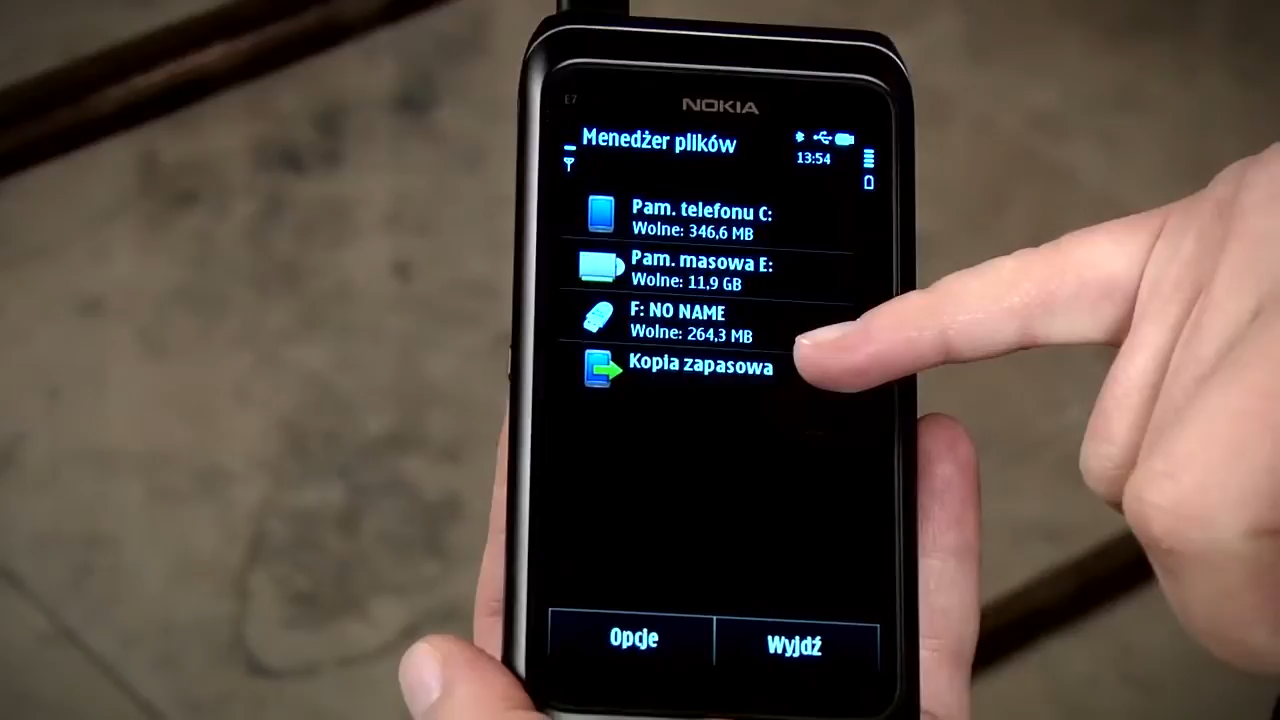 E7
NOKIA
Menedżer plików
13:54
Pam. telefonu C:
Wolne: 346,6 MB
Pam. masowa E:
Wolne: 11,9 GB
F: NO NAME
Wolne: 264,3 MB
Kopia zapasowa
Opcje
Wyjdź